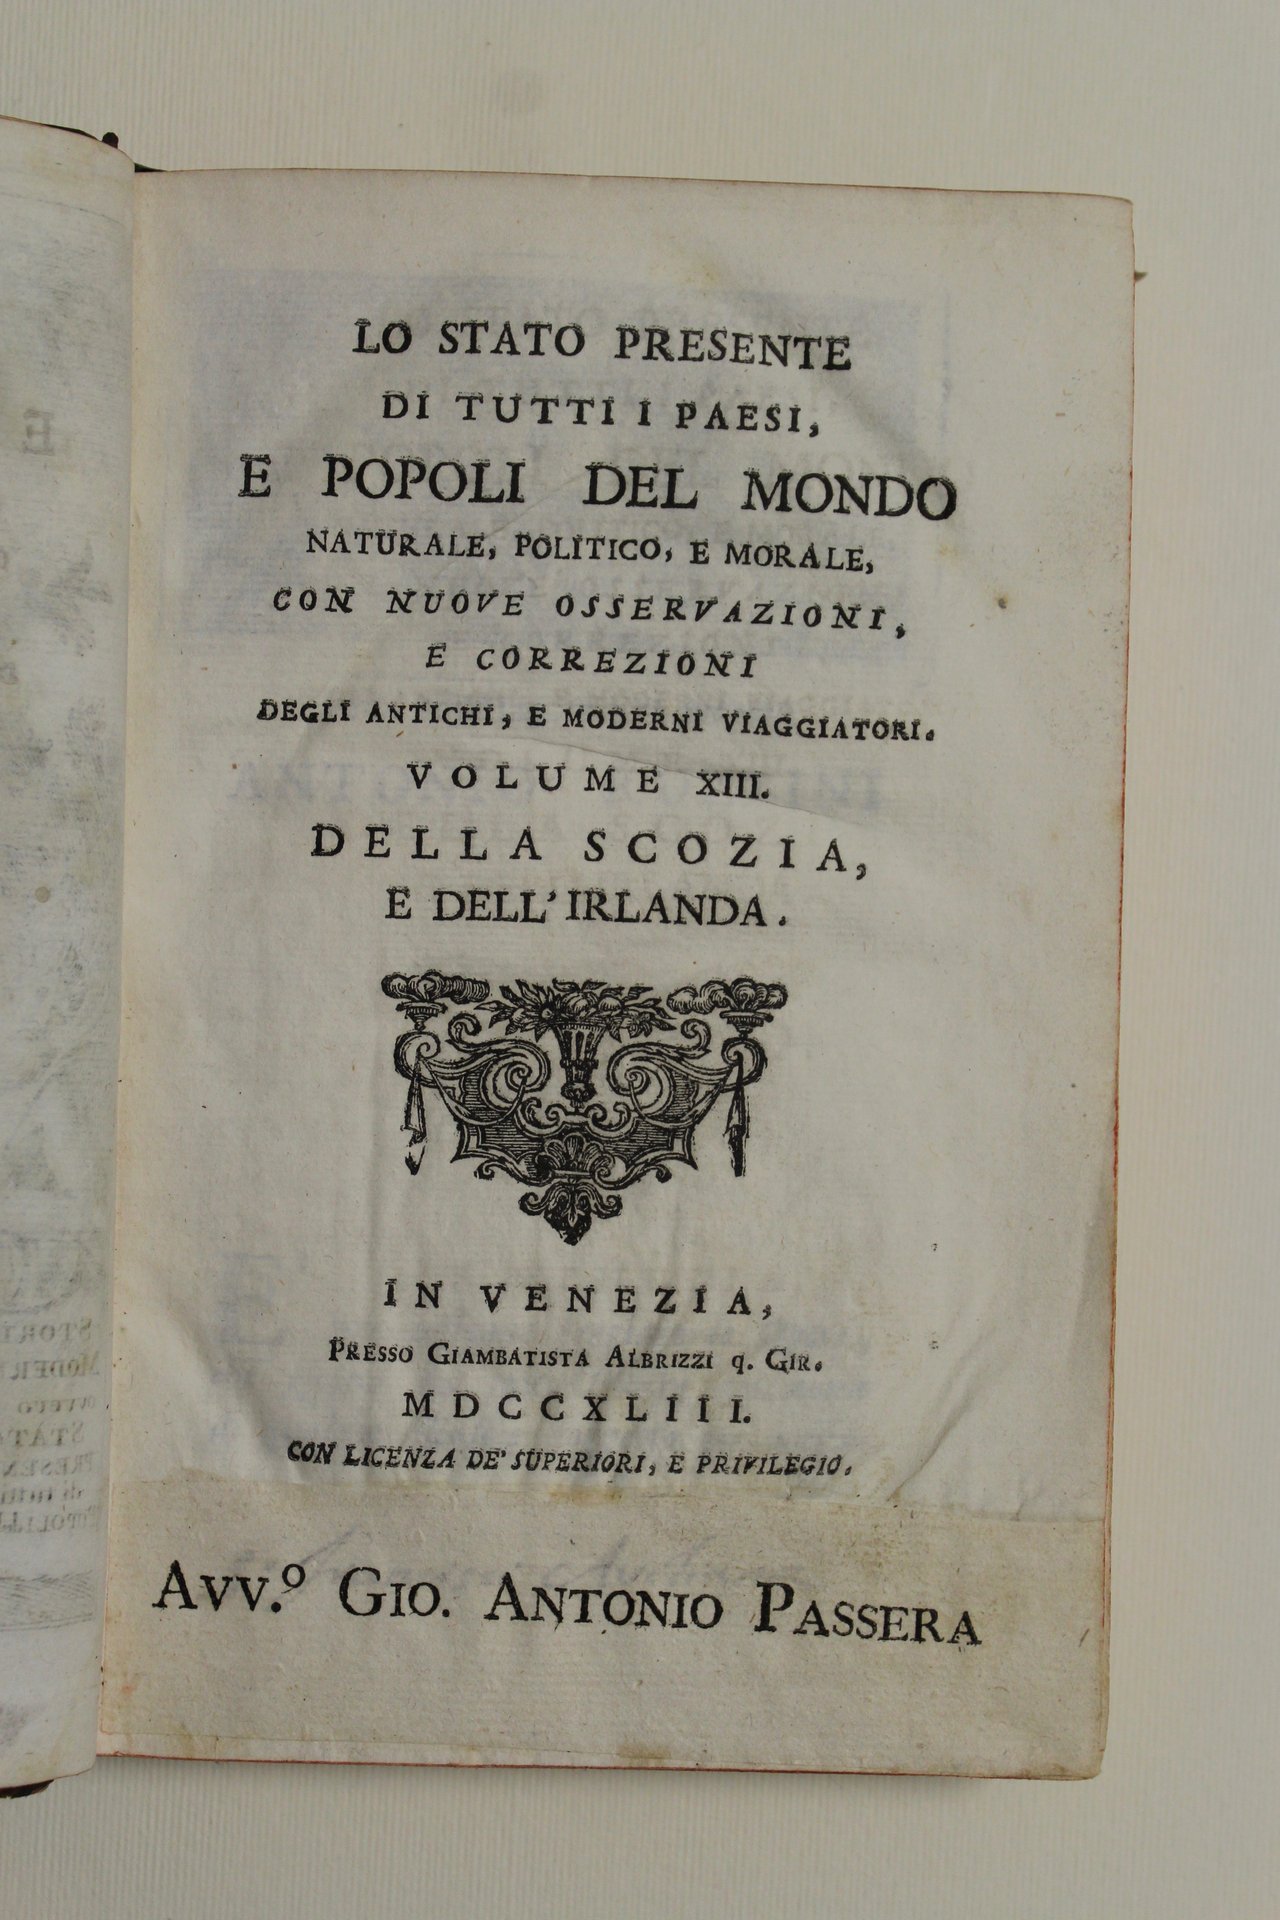 LO STATO PRESENTE
DI TUTTI I PAESI,
E POPOLI DEL MONDO
NATURALE, POLITICO, E MORALE,
CON NUOVE OSSERVAZIONI,
E CORREZIONI
DEGLI ANTICHI, E MODERNI VIAGGIATORI.
VOLUME XIII.
DELLA SCOZIA,
E DELL'IRLANDA.
IN VENEZIA,
PRESSO GIAMBATISTA ALBRIZZI q. GIR.
MDCCXLIII.
CON LICENZA DE' SUPERIORI, E PRIVILEGIO.
AVV.º GIO. ANTONIO PASSERA